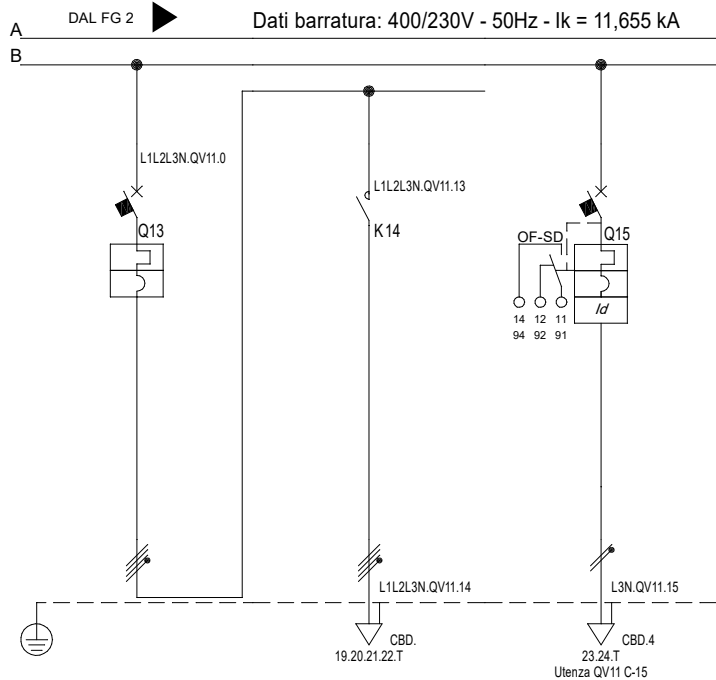 DAL FG 2
Dati barratura: 400/230V - 50Hz - Ik = 11,655 kA
A
B
L1L2L3N.QV11.0
L1L2L3N.QV11.13
Q13
K14
OF-SD
Q15
Id
14 12 11
94 92 91
L1L2L3N.QV11.14
L3N.QV11.15
CBD.
19.20.21.22.T
CBD.4
23.24.T
Utenza QV11 C-15